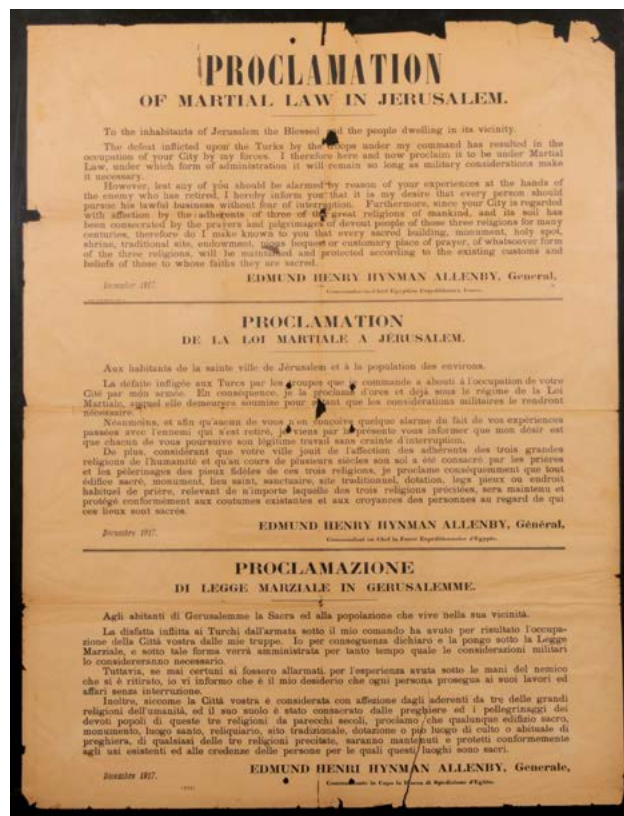 PROCLAMATION
OF MARTIAL LAW IN JERUSALEM.
To the inhabitants of Jerusalem the Blessed and the people dwelling in its vicinity.
The defeat inflicted upon the Turks by the troops under my command has resulted in the
occupation of your City by my forces. I therefore here and now proclaim is to be under Martial
Law, under which form of administration it will remain so long as military considerations make
it necessary.
However, lest any of you should be alarmed by reason of your experiences at the hands of
the enemy who has retired, I hereby inform you that it is my desire that every person should
pursue his lawful business without fear of interruption. Furthermore, since your City is regarded
with affection by the adherents of three of the great religions of mankind, and its soil has
been consecrated by the prayers and pilgrimages of devout people of those three religions for many
centuries, therefore do I make known to you that every sacred building, monument, holy spot,
shrine, traditional site, endowment, pious bequest or customary place of prayer, of whatsoever form
of the three religions, will be maintained and protected according to the existing customs and
beliefs of those to whose faiths they are sacred.
EDMUND HENRY HYNMAN ALLENBY, General,
December 1917.
Commander-in-Chief Egyptian Expeditionary Force.
PROCLAMATION
DE LA LOI MARTIALE A JÉRUSALEM.
Aux habitants de la sainte ville de Jérusalem et à la population des environs.
La défaite infligée aux Turcs par les troupes que je commande a abouti à l'occupation de votre
Cité par mon armée. En conséquence, je la proclame d'ores et déjà sous le régime de la Loi
Martiale, auquel elle demeurera soumise pour autant que les considérations militaires le rendront
nécessaire.
Néanmoins, et afin qu'aucun de vous n'en conçoive quelque alarme du fait de vos expériences
passées avec l'ennemi qui s'est retiré, je viens par la présente vous informer que mon désir est
que chacun de vous poursuive son légitime travail sans crainte d'interruption.
De plus, considérant que votre ville jouit de l'affection des adhérents des trois grandes
religions de l'humanité et qu'au cours de plusieurs siècles son sol a été consacré par les prières
et les pèlerinages des pieux fidèles de ces trois religions, je proclame conséquemment que tout
édifice sacré, monument, lieu saint, sanctuaire, site traditionnel, dotation, legs pieux ou endroit
habituel de prière, relevant de n'importe laquelle des trois religions précitées, sera maintenu et
protégé conformément aux coutumes existantes et aux croyances des personnes au regard de qui
ces lieux sont sacrés.
EDMUND HENRY HYNMAN ALLENBY, Général,
Décembre 1917.
Commandant en Chef la Force Expéditionnaire d'Egypte.
PROCLAMAZIONE
DI LEGGE MARZIALE IN GERUSALEMME.
Agli abitanti di Gerusalemme la Sacra ed alla popolazione che vive nella sua vicinità.
La disfatta inflitta ai Turchi dall'armata sotto il mio comando ha avuto per risultato l'occupa-
zione della Città vostra dalle mie truppe. Io per conseguenza dichiaro e la pongo sotto la Legge
Marziale, e sotto tale forma verrà amministrata per tanto tempo quale le considerazioni militari
lo considereranno necessario.
Tuttavia, se mai certuni si fossero allarmati per l'esperienza avuta sotto le mani del nemico
che si è ritirato, io vi informo che è il mio desiderio che ogni persona prosegua ai suoi lavori ed
affari senza interruzione.
Inoltre, siccome la Città vostra è considerata con affezione dagli aderenti da tre delle grandi
religioni dell'umanità, ed il suo suolo è stato consacrato dalle preghiere ed i pellegrinaggi dei
devoti popoli di queste tre religioni da parecchi secoli, proclamo che qualunque edifizio sacro,
monumento, luogo santo, reliquiario, sito tradizionale, dotazione o pio luogo di culto o abituale di
preghiera, di qualsiasi delle tre religioni precitate, saranno mantenuti e protetti conformemente
agli usi esistenti ed alle credenze delle persone per le quali questi luoghi sono sacri.
EDMUND HENRI HYNMAN ALLENBY, Generale,
Décembre 1917.
Comandante in Capo la Forza di Spedizione d'Egitto.